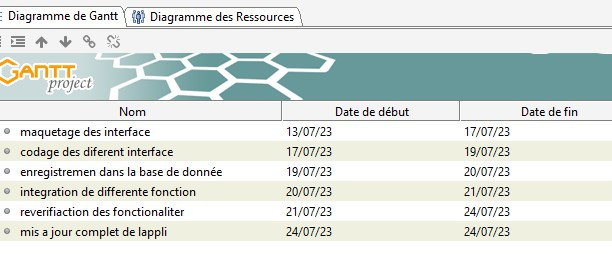 Diagramme de Gantt Diagramme des Ressources
GANTT
project
Nom Date de début Date de fin
maquetage des interface 13/07/23 17/07/23
codage des diferent interface 17/07/23 19/07/23
enregistremen dans la base de donnée 19/07/23 20/07/23
integration de differente fonction 20/07/23 21/07/23
reverifiaction des fonctionaliter 21/07/23 24/07/23
mis a jour complet de lappli 24/07/23 24/07/23